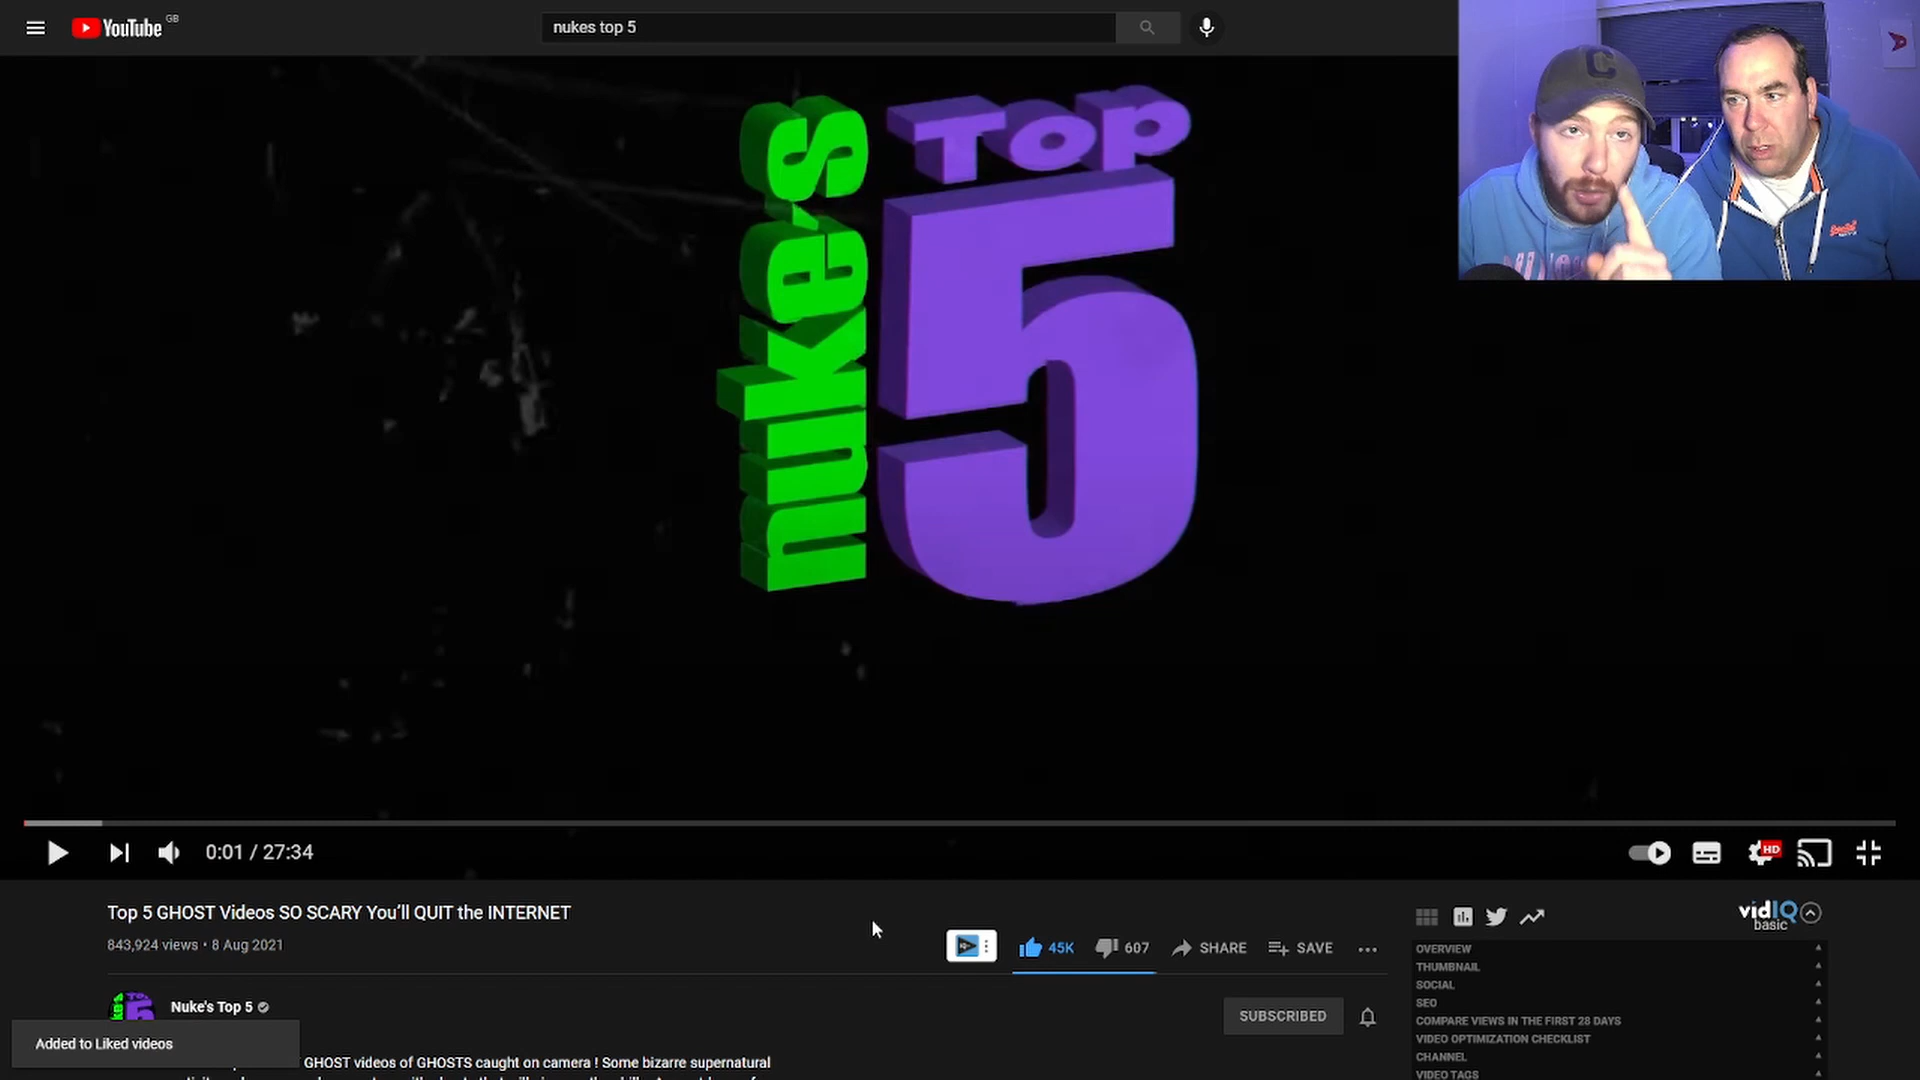 YouTube GB
nukes top 5
C
nuke's
Top
5
0:01 / 27:34
HD
Top 5 GHOST Videos SO SCARY You'll QUIT the INTERNET
843,924 views • 8 Aug 2021
45K
607
SHARE
SAVE
vidIQ
basic
OVERVIEW
THUMBNAIL
SOCIAL
SEO
COMPARE VIEWS IN THE FIRST 28 DAYS
VIDEO OPTIMIZATION CHECKLIST
CHANNEL
VIDEO TAGS
Nuke's Top 5
SUBSCRIBED
Added to Liked videos
GHOST videos of GHOSTS caught on camera ! Some bizarre supernatural